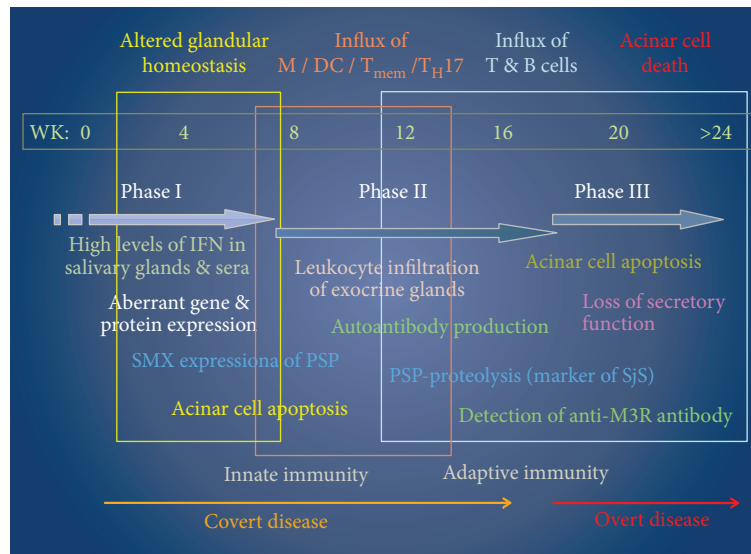 Altered glandular
homeostasis
Influx of
M / DC / Tmem /TH17
Influx of
T & B cells
Acinar cell
death
WK: 0 4 8 12 16 20 >24
Phase I
Phase II
Phase III
High levels of IFN in
salivary glands & sera
Leukocyte infiltration
of exocrine glands
Acinar cell apoptosis
Aberrant gene &
protein expression
Loss of secretory
function
Autoantibody production
SMX expressiona of PSP
PSP-proteolysis (marker of SjS)
Acinar cell apoptosis
Detection of anti-M3R antibody
Innate immunity
Adaptive immunity
Covert disease
Overt disease